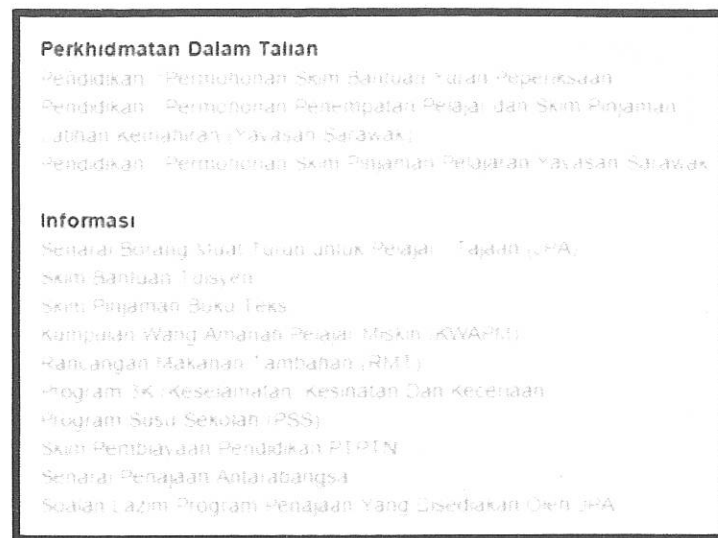 Perkhidmatan Dalam Talian
Pendidikan : Permohonan Skim Bantuan Yuran Peperiksaan
Pendidikan : Permohonan Penempatan Pelajar dan Skim Pinjaman
Latihan Kemahiran (Yayasan Sarawak)
Pendidikan : Permohonan Skim Pinjaman Pelajaran Yayasan Sarawak
Informasi
Senarai Borang Muat Turun untuk Pelajar Tajaan (JPA)
Skim Bantuan Tuisyen
Skim Pinjaman Buku Teks
Kumpulan Wang Amanah Pelajar Miskin (KWAPM)
Rancangan Makanan Tambahan (RMT)
Program 3K (Keselamatan, Kesihatan Dan Keceriaan
Program Susu Sekolah (PSS)
Skim Pembiayaan Pendidikan PTPTN
Senarai Penajaan Antarabangsa
Soalan Lazim Program Penajaan Yang Disediakan Oleh JPA